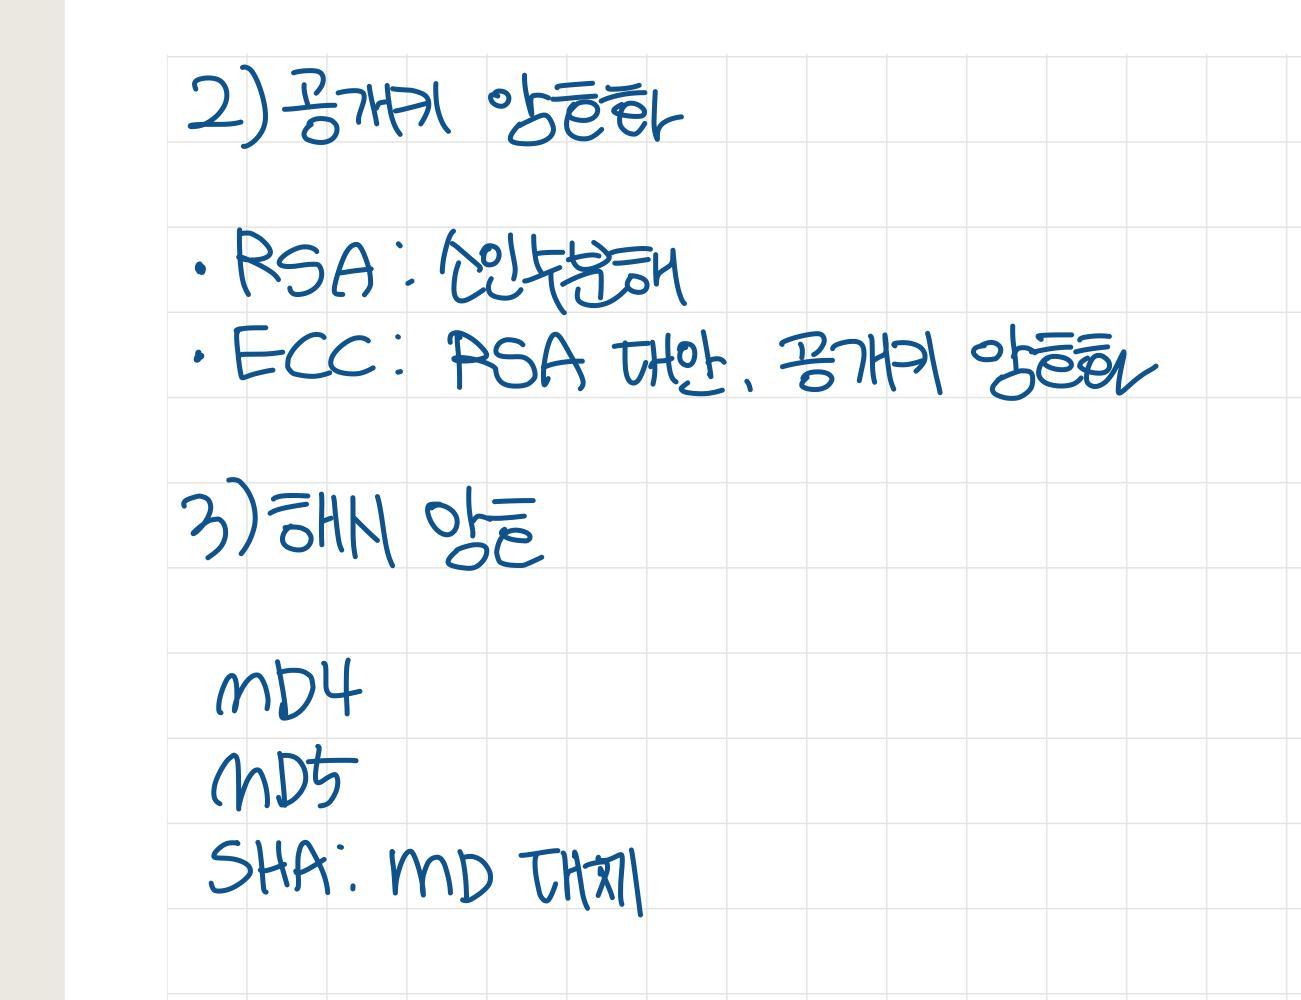 2) 공개키 암호화
· RSA: 소인수분해
· ECC: RSA 대안, 공개키 암호화
3) 해시 암호
MD4
MD5
SHA: MD 대체